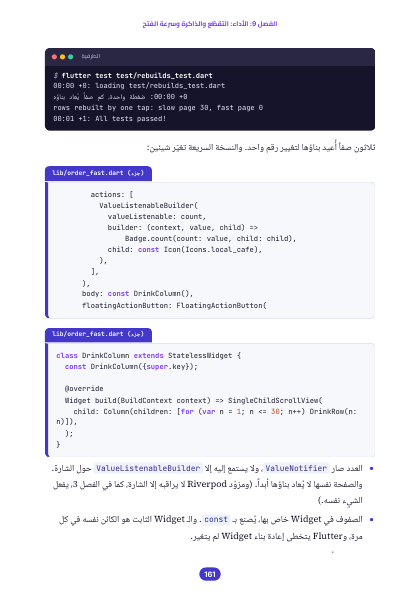 الفصل 9: الأداء: التقطّع والذاكرة وسرعة الفتح
الطرفية
$ flutter test test/rebuilds_test.dart
00:00 +0: loading test/rebuilds_test.dart
00:00 +0: ضغطة واحدة، كم صفاً يُعاد بناؤه
rows rebuilt by one tap: slow page 30, fast page 0
00:01 +1: All tests passed!
ثلاثون صفاً أُعيد بناؤها لتغيير رقم واحد. والنسخة السريعة تغيّر شيئين:
lib/order_fast.dart (جزء)
actions: [
ValueListenableBuilder(
valueListenable: count,
builder: (context, value, child) =>
Badge.count(count: value, child: child),
child: const Icon(Icons.local_cafe),
),
],
),
body: const DrinkColumn(),
floatingActionButton: FloatingActionButton(
lib/order_fast.dart (جزء)
class DrinkColumn extends StatelessWidget {
const DrinkColumn({super.key});
@override
Widget build(BuildContext context) => SingleChildScrollView(
child: Column(children: [for (var n = 1; n <= 30; n++) DrinkRow(n:
n)]),
);
}
• العدد صار ValueNotifier، ولا يستمع إليه إلا ValueListenableBuilder حول الشارة.
والصفحة نفسها لا يُعاد بناؤها أبداً. (ومزوّد Riverpod لا يراقبه إلا الشارة، كما في الفصل 3، يفعل
الشيء نفسه.)
• الصفوف في Widget خاص بها، يُصنع بـ const. والـ Widget الثابت هو الكائن نفسه في كل
مرة، وFlutter يتخطى إعادة بناء Widget لم يتغير.
161